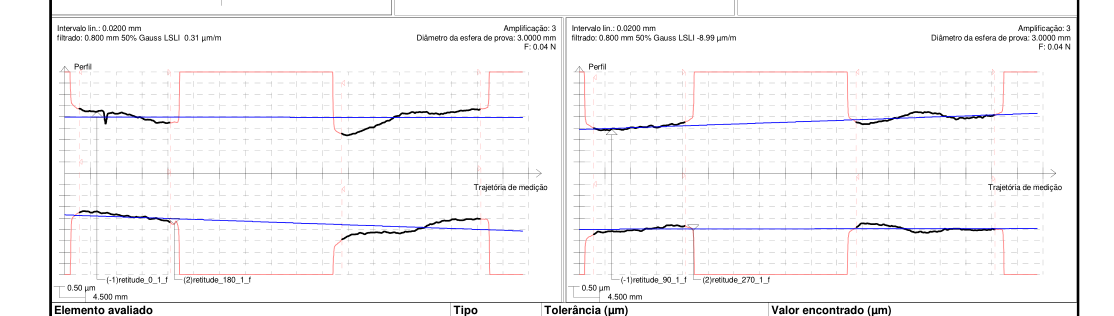 Intervalo lin.: 0.0200 mm
filtrado: 0.800 mm 50% Gauss LSLI  0.31 µm/m
Amplificação: 3
Diâmetro da esfera de prova: 3.0000 mm
F: 0.04 N
Perfil
Trajetória de medição
(-1)retitude_0_1_f
(2)retitude_180_1_f
0.50 µm
4.500 mm
Intervalo lin.: 0.0200 mm
filtrado: 0.800 mm 50% Gauss LSLI -8.99 µm/m
Amplificação: 3
Diâmetro da esfera de prova: 3.0000 mm
F: 0.04 N
Perfil
Trajetória de medição
(-1)retitude_90_1_f
(2)retitude_270_1_f
0.50 µm
4.500 mm
Elemento avaliado Tipo Tolerância (µm) Valor encontrado (µm)